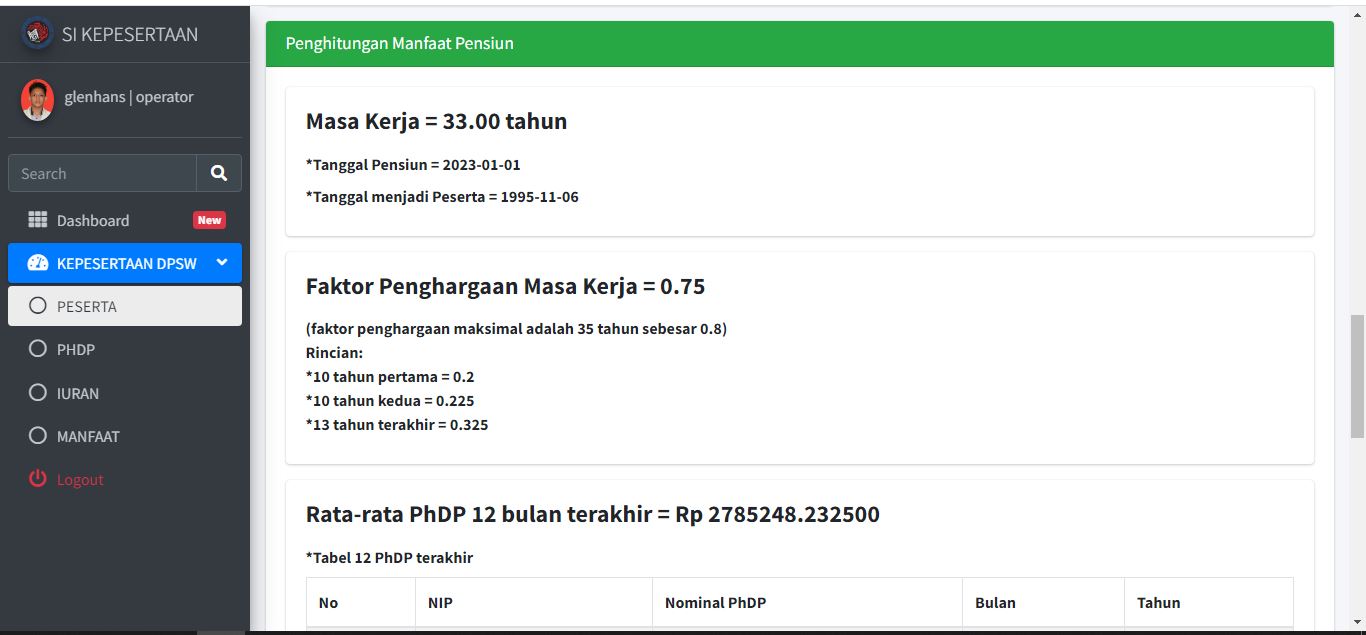 SI KEPESERTAAN
glenhans | operator
Search
Dashboard New
KEPESERTAAN DPSW
PESERTA
PHDP
IURAN
MANFAAT
Logout
Penghitungan Manfaat Pensiun
Masa Kerja = 33.00 tahun
*Tanggal Pensiun = 2023-01-01
*Tanggal menjadi Peserta = 1995-11-06
Faktor Penghargaan Masa Kerja = 0.75
(faktor penghargaan maksimal adalah 35 tahun sebesar 0.8)
Rincian:
*10 tahun pertama = 0.2
*10 tahun kedua = 0.225
*13 tahun terakhir = 0.325
Rata-rata PhDP 12 bulan terakhir = Rp 2785248.232500
*Tabel 12 PhDP terakhir
No NIP Nominal PhDP Bulan Tahun